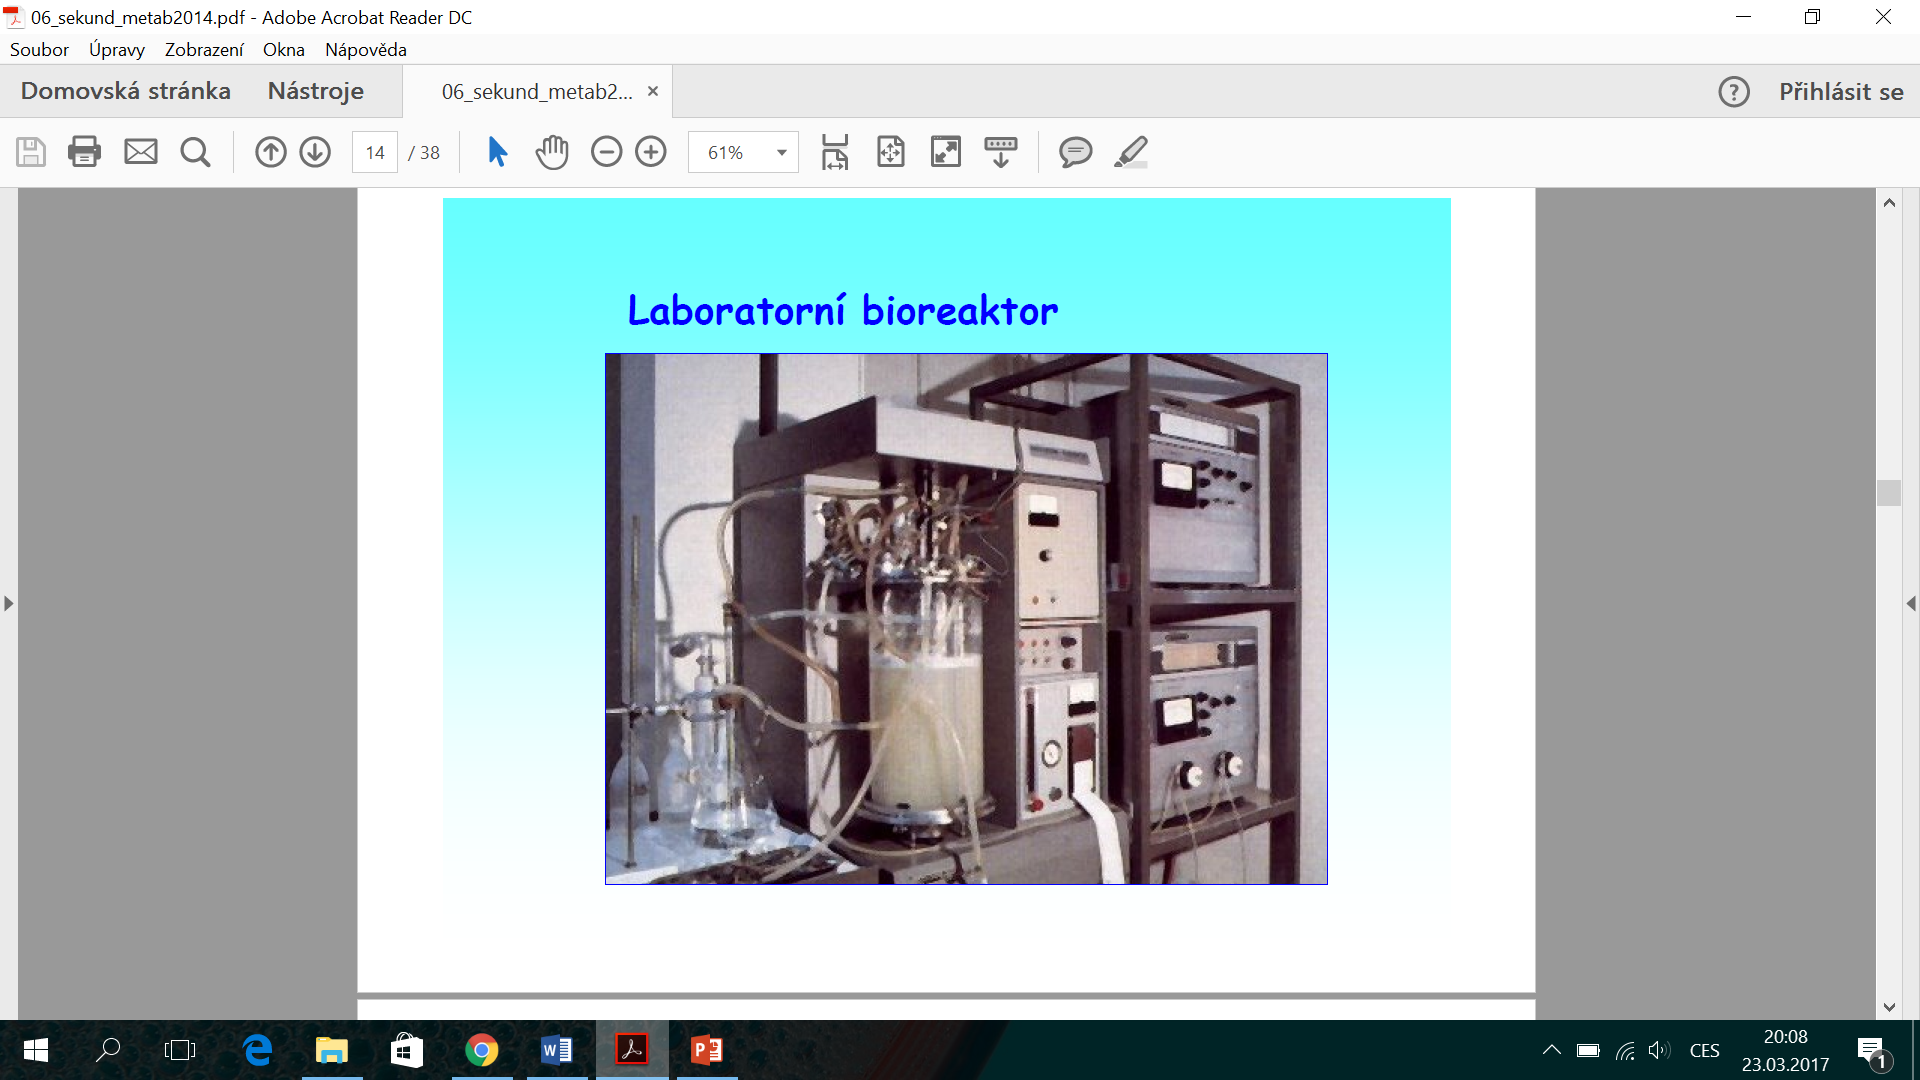 06_sekund_metab2014.pdf - Adobe Acrobat Reader DC
Soubor Úpravy Zobrazení Okna Nápověda
Domovská stránka Nástroje 06_sekund_metab2... × Přihlásit se
14 / 38 61%
Laboratorní bioreaktor
CES
20:08
23.03.2017
1